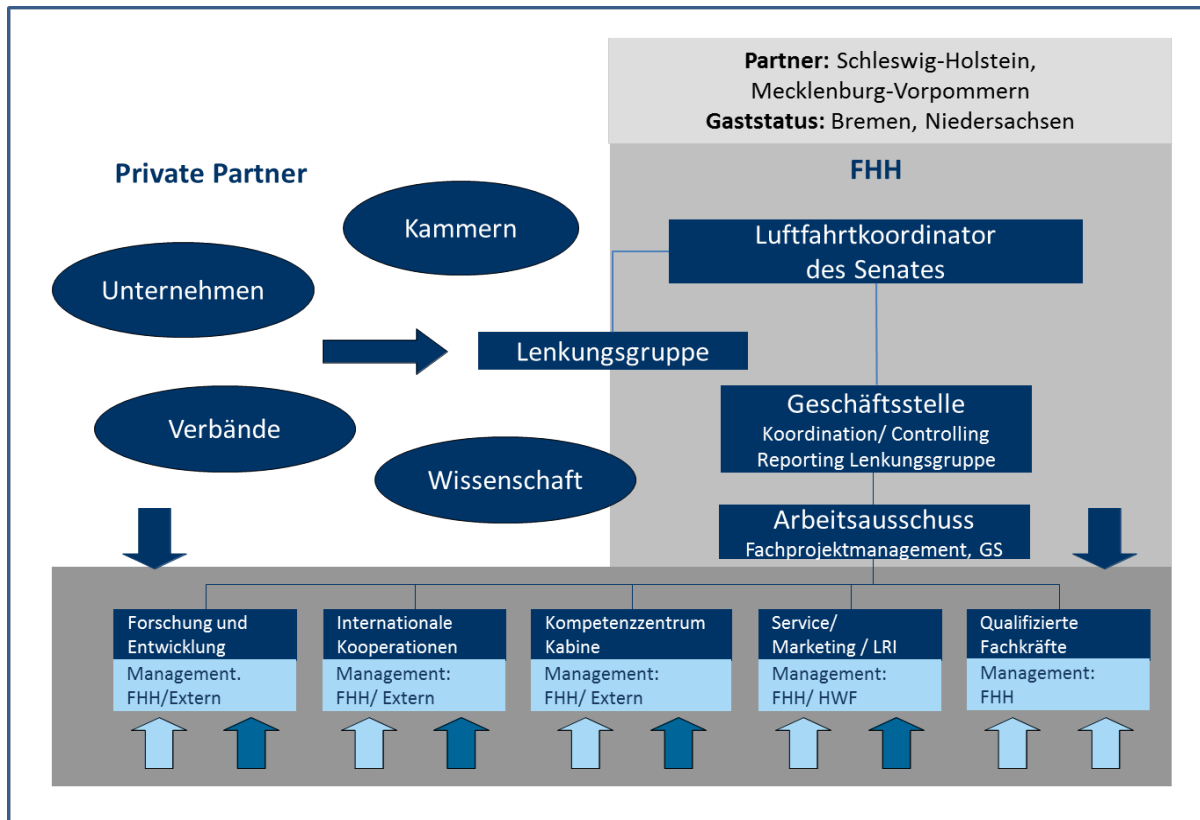 Partner: Schleswig-Holstein,
Mecklenburg-Vorpommern
Gaststatus: Bremen, Niedersachsen
Private Partner
FHH
Kammern
Unternehmen
Luftfahrtkoordinator
des Senates
Lenkungsgruppe
Verbände
Wissenschaft
Geschäftsstelle
Koordination/ Controlling
Reporting Lenkungsgruppe
Arbeitsausschuss
Fachprojektmanagement, GS
Forschung und
Entwicklung
Management.
FHH/Extern
Internationale
Kooperationen
Management:
FHH/ Extern
Kompetenzzentrum
Kabine
Management:
FHH/ Extern
Service/
Marketing / LRI
Management:
FHH/ HWF
Qualifizierte
Fachkräfte
Management:
FHH